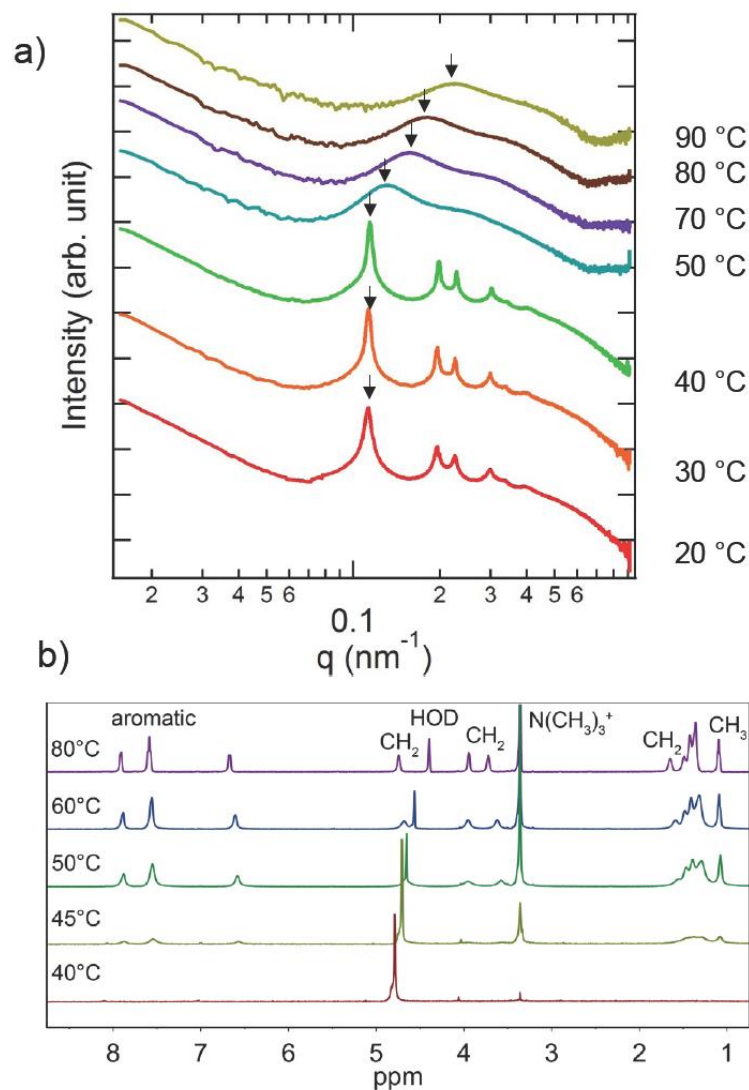 a)
Intensity (arb. unit)
90 °C
80 °C
70 °C
50 °C
40 °C
30 °C
20 °C
2 3 4 5 6 0.1 2 3 4 5 6
q (nm⁻¹)
b)
aromatic CH₂ HOD CH₂ N(CH₃)₃⁺ CH₂ CH₃
80°C
60°C
50°C
45°C
40°C
8 7 6 5 4 3 2 1
ppm